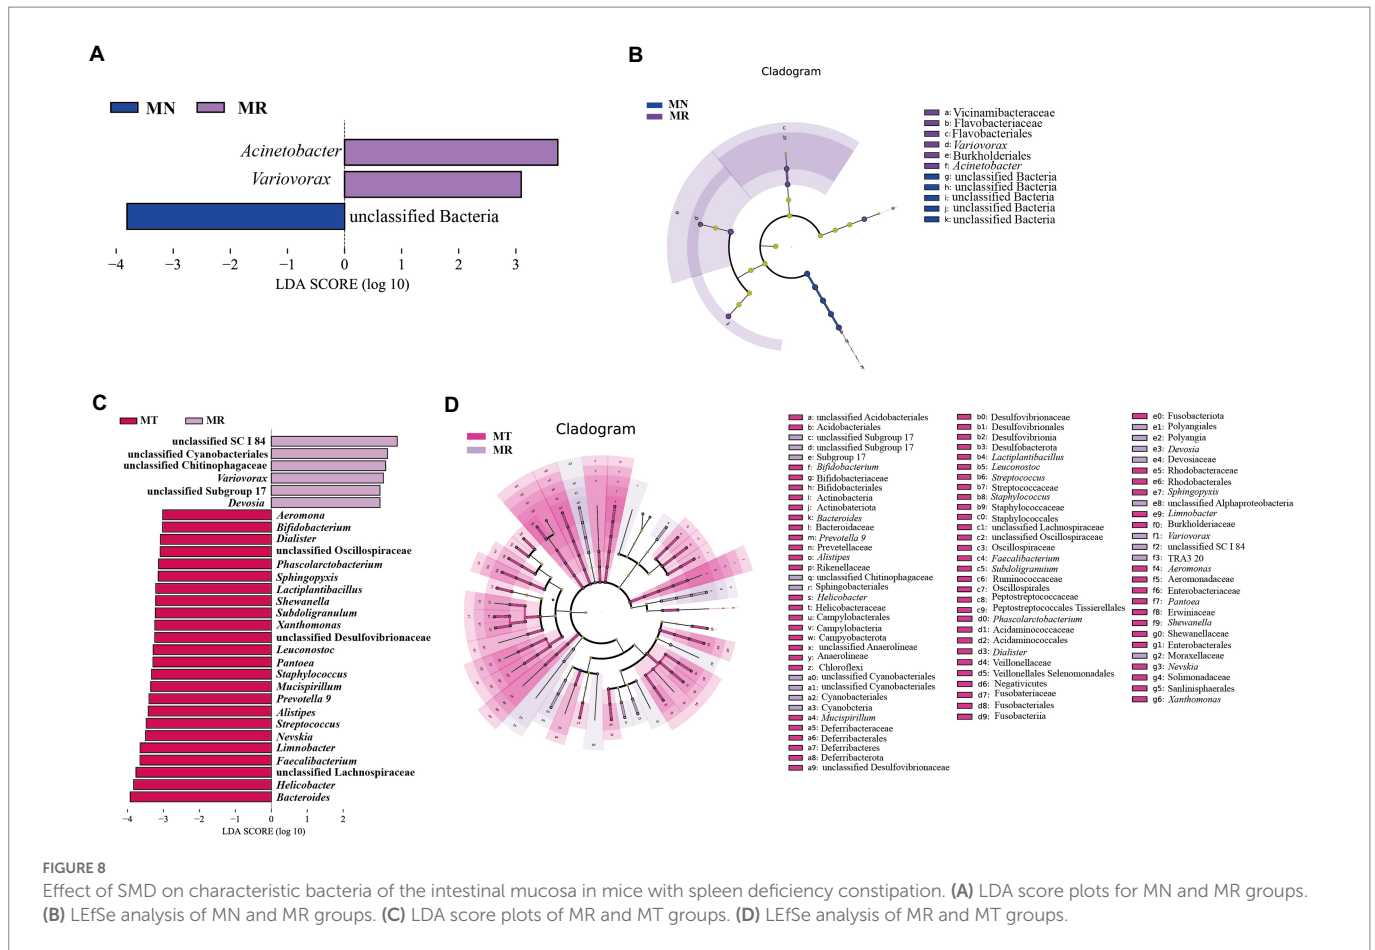 A
MN MR
Acinetobacter
Variovorax
unclassified Bacteria
−4 −3 −2 −1 0 1 2 3
LDA SCORE (log 10)
B
Cladogram
MN
MR
c
b
a: Vicinamibacteraceae
b: Flavobacteriaceae
c: Flavobacteriales
d: Variovorax
e: Burkholderiales
f: Acinetobacter
g: unclassified Bacteria
h: unclassified Bacteria
i: unclassified Bacteria
j: unclassified Bacteria
k: unclassified Bacteria
C
MT MR
unclassified SC I 84
unclassified Cyanobacteriales
unclassified Chitinophagaceae
Variovorax
unclassified Subgroup 17
Devosia
Aeromona
Bifidobacterium
Dialister
unclassified Oscillospiraceae
Phascolarctobacterium
Sphingopyxis
Lactiplantibacillus
Shewanella
Subdoligranulum
Xanthomonas
unclassified Desulfovibrionaceae
Leuconostoc
Pantoea
Staphylococcus
Mucispirillum
Prevotella 9
Alistipes
Streptococcus
Nevskia
Limnobacter
Faecalibacterium
unclassified Lachnospiraceae
Helicobacter
Bacteroides
−4 −3 −2 −1 0 1 2
LDA SCORE (log 10)
D
Cladogram
MT
MR
a: unclassified Acidobacteriales
b: Acidobacteriales
c: unclassified Subgroup 17
d: unclassified Subgroup 17
e: Subgroup 17
f: Bifidobacterium
g: Bifidobacteriaceae
h: Bifidobacteriales
i: Actinobacteria
j: Actinobacteriota
k: Bacteroides
l: Bacteroidaceae
m: Prevotella 9
n: Prevetellaceae
o: Alistipes
p: Rikenellaceae
q: unclassified Chitinophagaceae
r: Sphingobacteriales
s: Helicobacter
t: Helicobacteraceae
u: Campylobacterales
v: Campylobacteria
w: Campyobacterota
x: unclassified Anaerolineae
y: Anaerolineae
z: Chloroflexi
a0: unclassified Cyanobacteriales
a1: unclassified Cyanobacteriales
a2: Cyanobacteriales
a3: Cyanobcteria
a4: Mucispirillum
a5: Deferribacteraceae
a6: Deferribacterales
a7: Deferribacteres
a8: Deferribacterota
a9: unclassified Desulfovibrionaceae
b0: Desulfovibrionaceae
b1: Desulfovibrionales
b2: Desulfovibrionia
b3: Desulfobacterota
b4: Lactiplantibacillus
b5: Leuconostoc
b6: Streptococcus
b7: Streptococcaceae
b8: Staphylococcus
b9: Staphylococcaceae
c0: Staphylococcales
c1: unclassified Lachnospiraceae
c2: unclassified Oscillospiraceae
c3: Oscillospiraceae
c4: Faecalibacterium
c5: Subdoligranuium
c6: Ruminococcaceae
c7: Oscillospirales
c8: Peptostreptococcaceae
c9: Peptostreptococcales Tissierellales
d0: Phascolarctobacterium
d1: Acidaminococcaceae
d2: Acidaminococcales
d3: Dialister
d4: Veillonellaceae
d5: Veillonellales Selenomonadales
d6: Negativicutes
d7: Fusobateriaceae
d8: Fusobacteriales
d9: Fusobacteriia
e0: Fusobacteriota
e1: Polyangiales
e2: Polyangia
e3: Devosia
e4: Devosiaceae
e5: Rhodobacteraceae
e6: Rhodobacterales
e7: Sphingopyxis
e8: unclassified Alphaproteobacteria
e9: Limnobacter
f0: Burkholderiaceae
f1: Variovorax
f2: unclassified SC I 84
f3: TRA3 20
f4: Aeromonas
f5: Aeromonadaceae
f6: Enterobacteriaceae
f7: Pantoea
f8: Erwiniaceae
f9: Shewanella
g0: Shewanellaceae
g1: Enterobacterales
g2: Moraxellaceae
g3: Nevskia
g4: Solimonadaceae
g5: Sanlinisphaerales
g6: Xanthomonas
FIGURE 8
Effect of SMD on characteristic bacteria of the intestinal mucosa in mice with spleen deficiency constipation. (A) LDA score plots for MN and MR groups.
(B) LEfSe analysis of MN and MR groups. (C) LDA score plots of MR and MT groups. (D) LEfSe analysis of MR and MT groups.